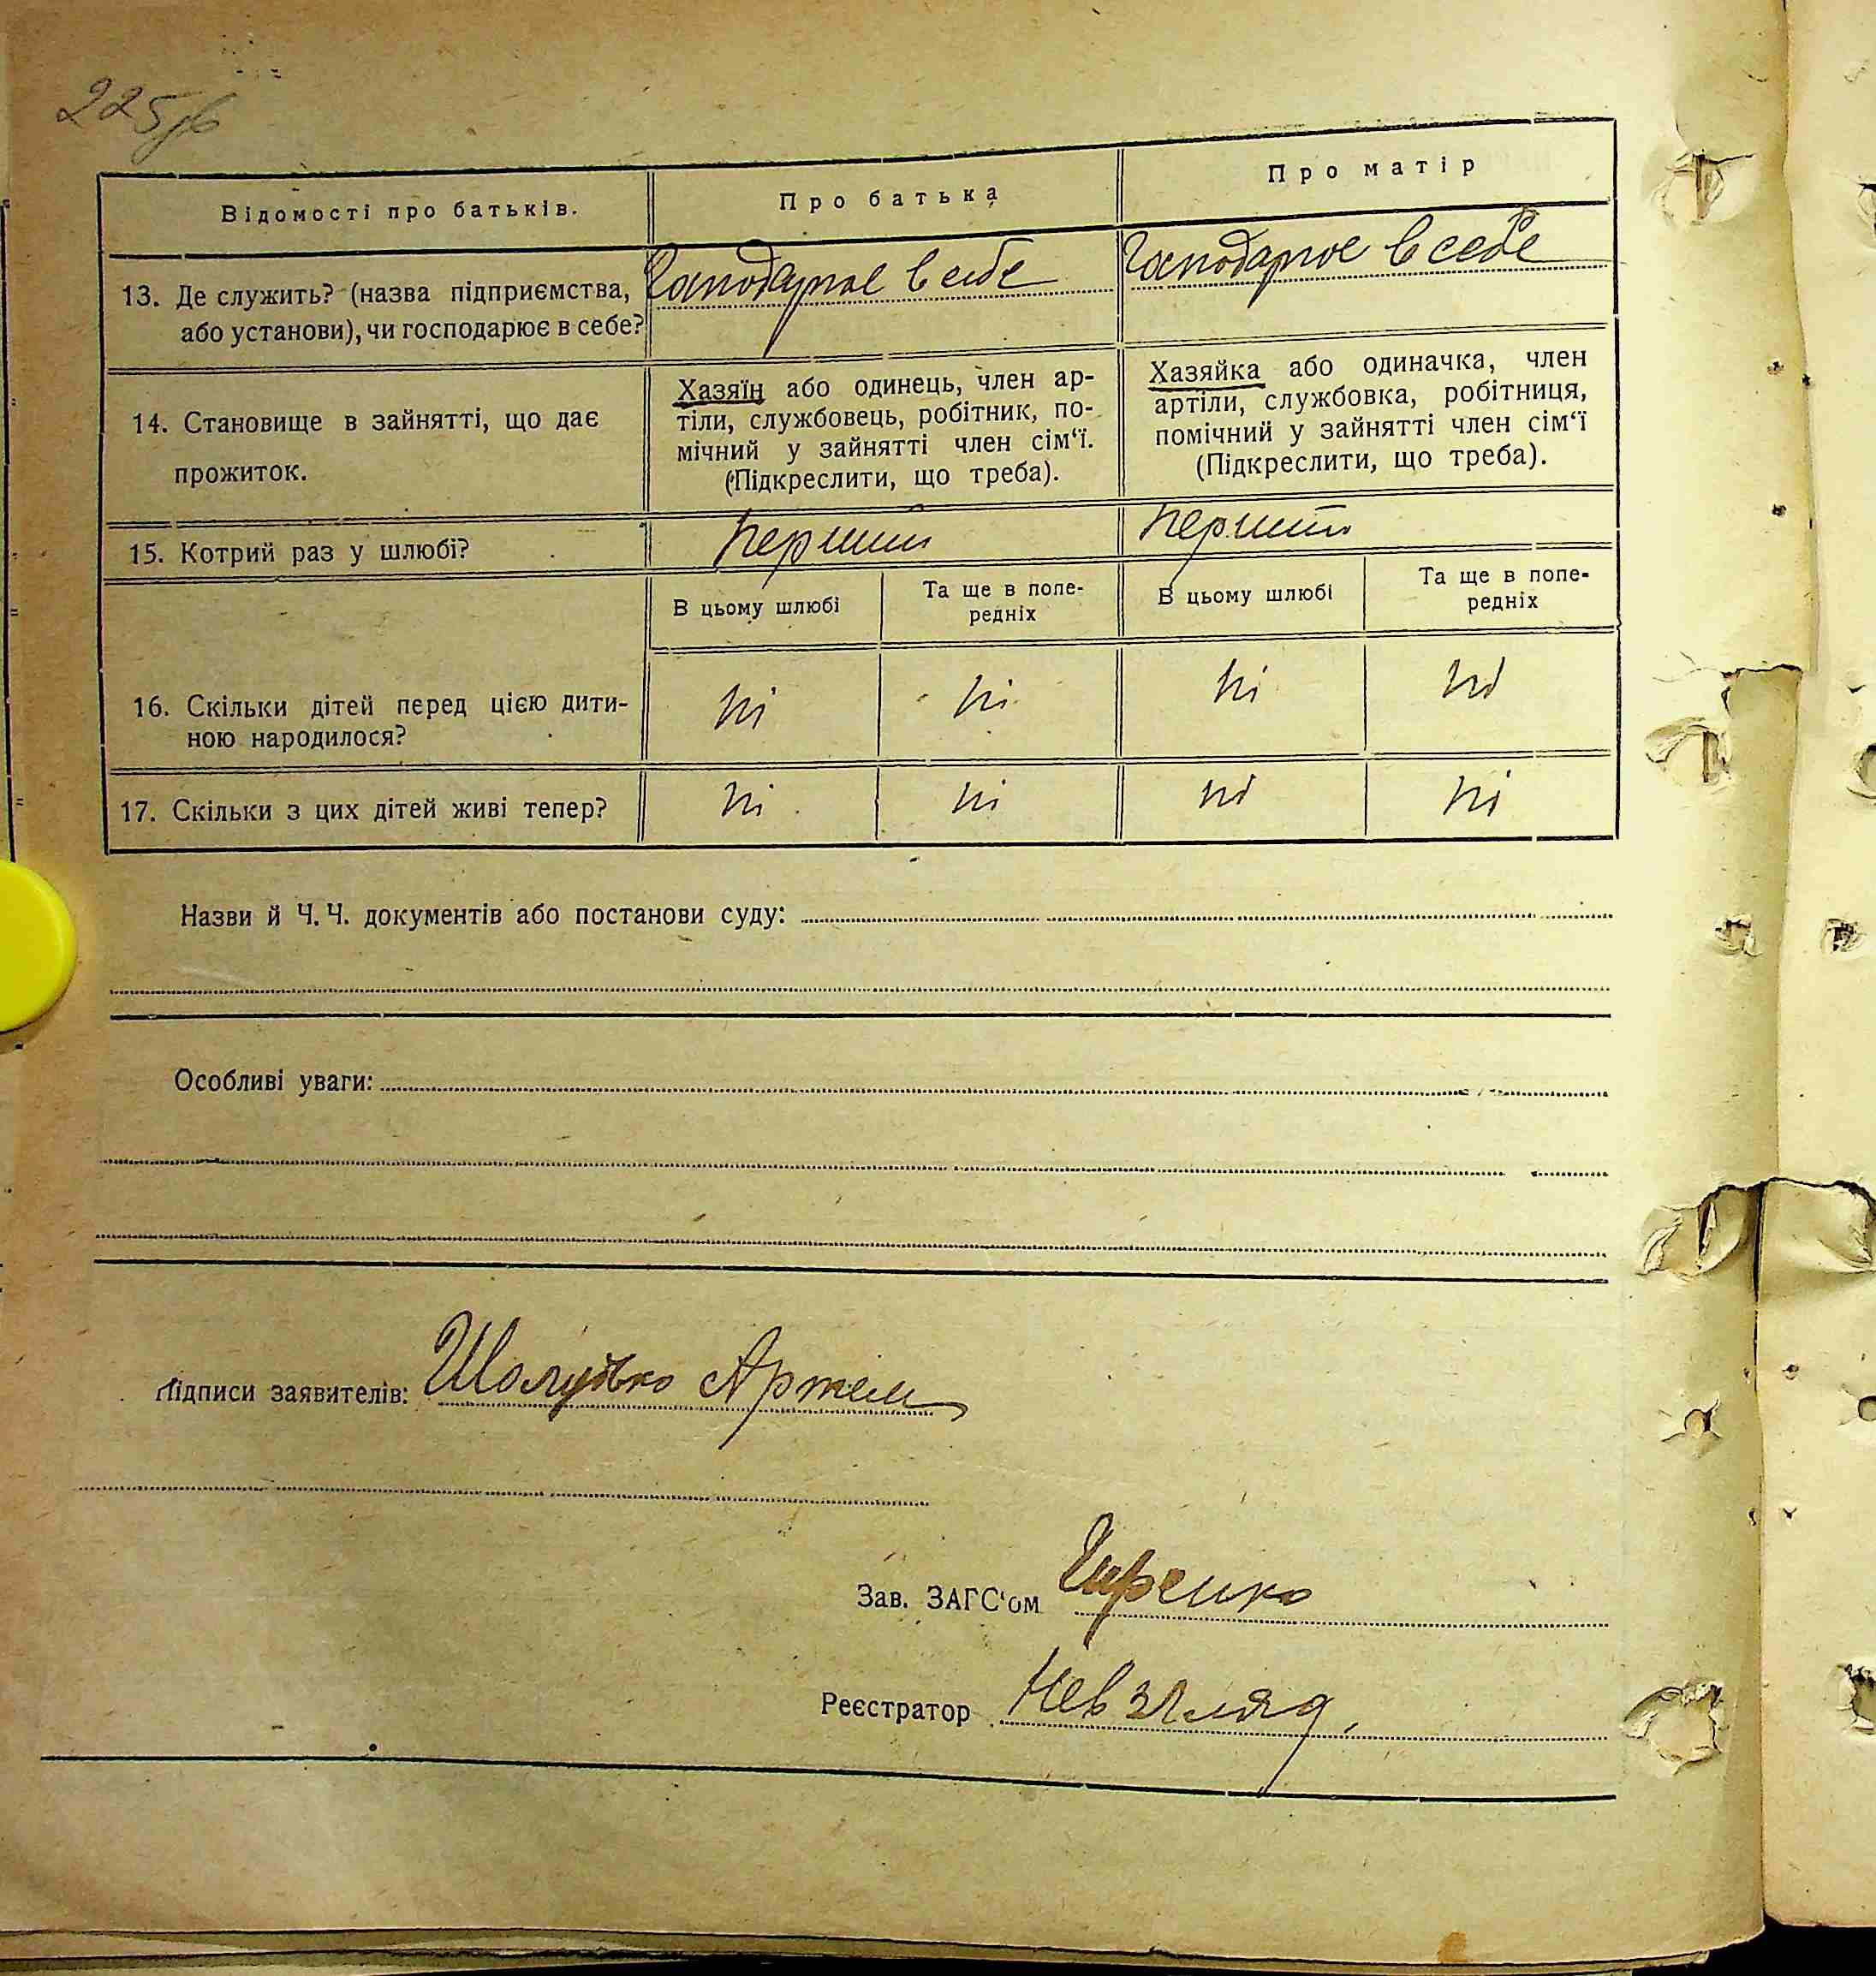 225зв
Відомості про батьків.
Про батька
Про матір
13. Де служить? (назва підприємства,
або установи), чи господарює в себе?
Господарює в себе
Господарює в себе
14. Становище в зайнятті, що дає
прожиток.
Хазяїн або одинець, член ар-
тіли, службовець, робітник, по-
мічний у зайнятті член сім‘ї.
(Підкреслити, що треба).
Хазяйка або одиначка, член
артіли, службовка, робітниця,
помічний у зайнятті член сім‘ї
(Підкреслити, що треба).
15. Котрий раз у шлюбі?
перший
перший
В цьому шлюбі
Та ще в попе-
редніх
В цьому шлюбі
Та ще в попе-
редніх
16. Скільки дітей перед цією дити-
ною народилося?
ні ні ні ні
17. Скільки з цих дітей живі тепер?
ні ні ні ні
Назви й Ч. Ч. документів або постанови суду:
Особливі уваги:
Підписи заявителів: Шолудько Артем
Зав. ЗАГС‘ом
Реєстратор Невзгляд